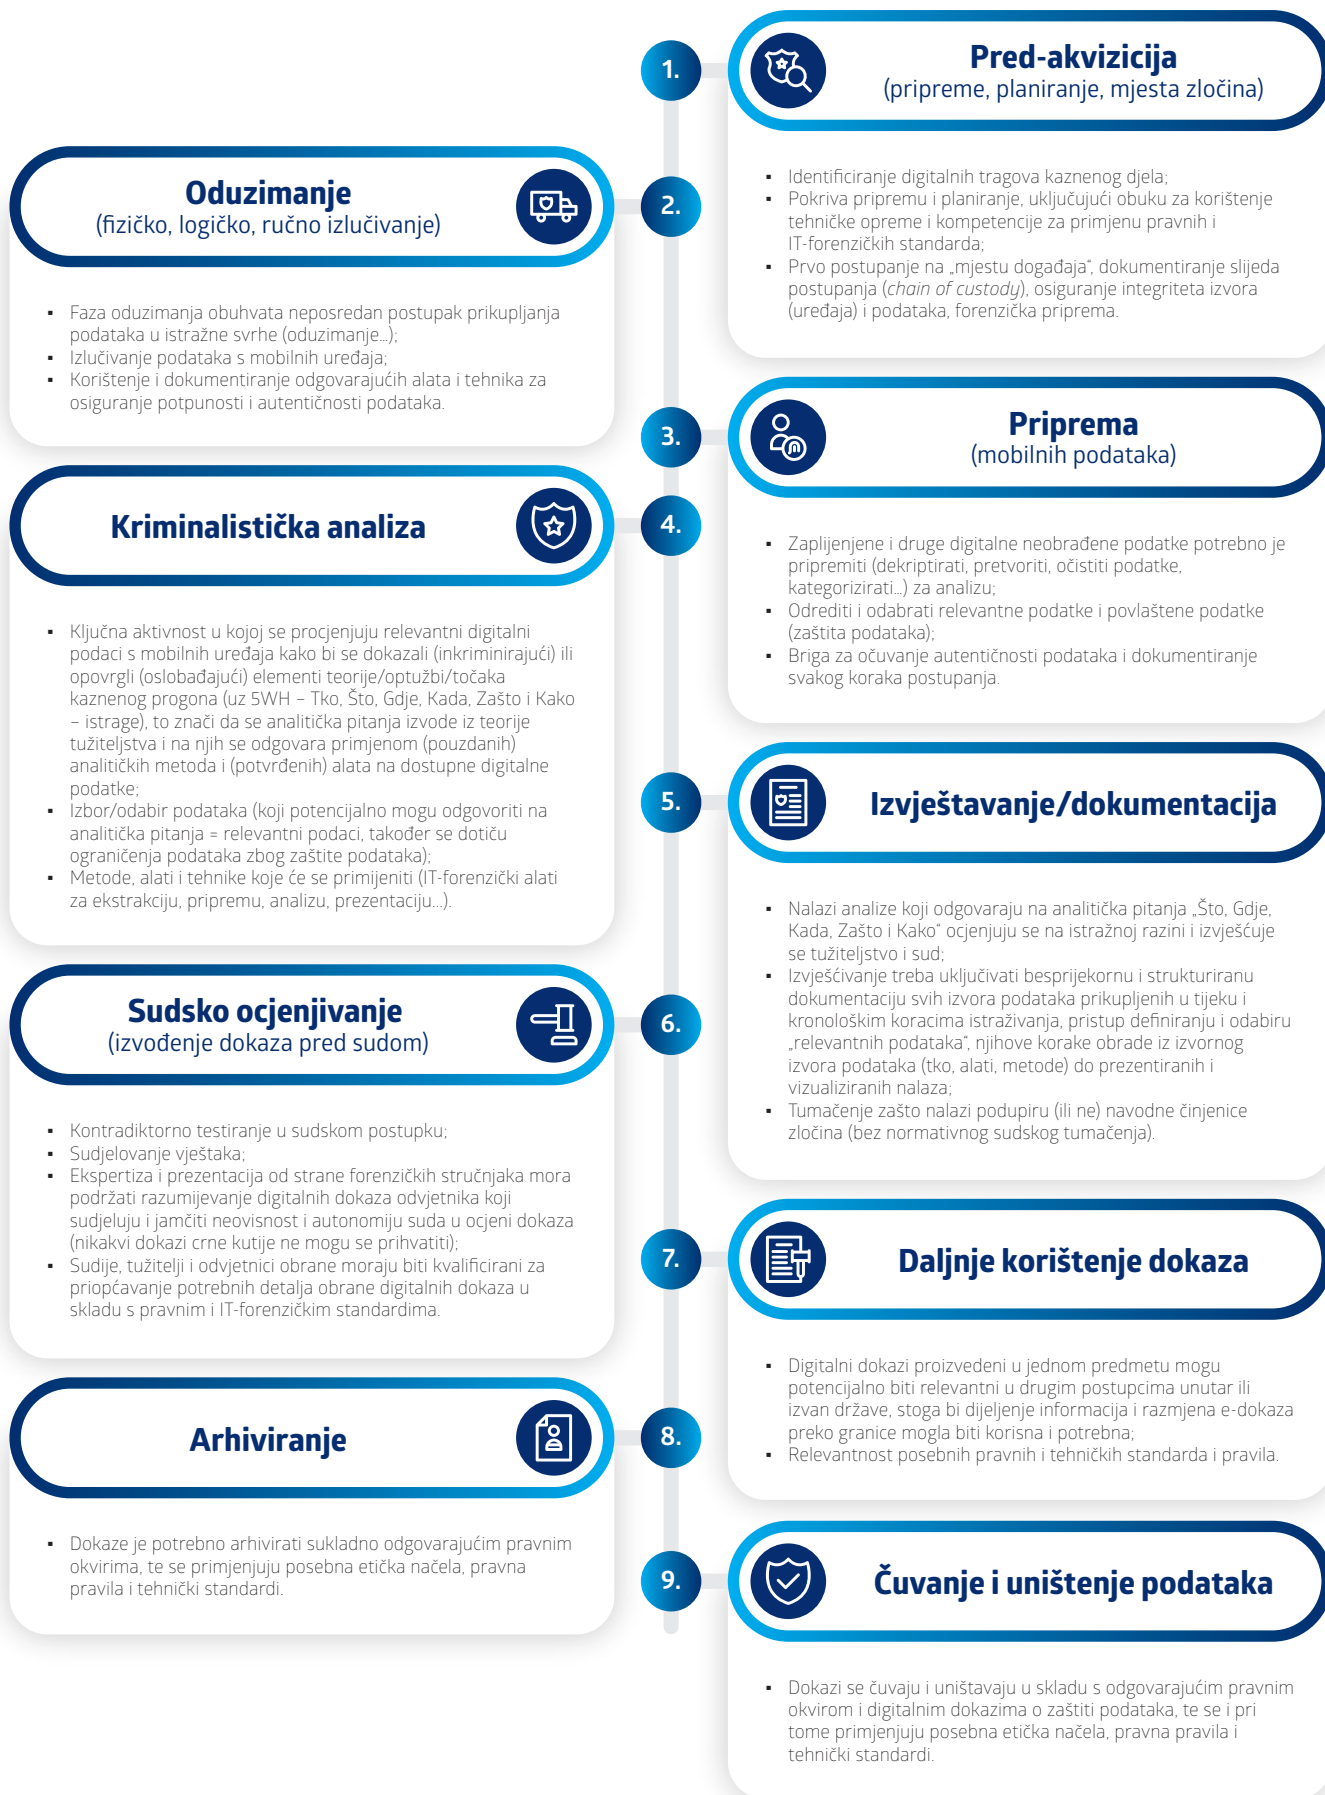 1.
Pred-akvizicija
(pripreme, planiranje, mjesta zločina)
▪ Identificiranje digitalnih tragova kaznenog djela;
▪ Pokriva pripremu i planiranje, uključujući obuku za korištenje
tehničke opreme i kompetencije za primjenu pravnih i
IT-forenzičkih standarda;
▪ Prvo postupanje na „mjestu događaja“, dokumentiranje slijeda
postupanja (chain of custody), osiguranje integriteta izvora
(uređaja) i podataka, forenzička priprema.
2.
Oduzimanje
(fizičko, logičko, ručno izlučivanje)
▪ Faza oduzimanja obuhvata neposredan postupak prikupljanja
podataka u istražne svrhe (oduzimanje...);
▪ Izlučivanje podataka s mobilnih uređaja;
▪ Korištenje i dokumentiranje odgovarajućih alata i tehnika za
osiguranje potpunosti i autentičnosti podataka.
3.
Priprema
(mobilnih podataka)
▪ Zaplijenjene i druge digitalne neobrađene podatke potrebno je
pripremiti (dekriptirati, pretvoriti, očistiti podatke,
kategorizirati...) za analizu;
▪ Odrediti i odabrati relevantne podatke i povlaštene podatke
(zaštita podataka);
▪ Briga za očuvanje autentičnosti podataka i dokumentiranje
svakog koraka postupanja.
4.
Kriminalistička analiza
▪ Ključna aktivnost u kojoj se procjenjuju relevantni digitalni
podaci s mobilnih uređaja kako bi se dokazali (inkriminirajući) ili
opovrgli (oslobađajući) elementi teorije/optužbi/točaka
kaznenog progona (uz 5WH – Tko, Što, Gdje, Kada, Zašto i Kako
– istrage), to znači da se analitička pitanja izvode iz teorije
tužiteljstva i na njih se odgovara primjenom (pouzdanih)
analitičkih metoda i (potvrđenih) alata na dostupne digitalne
podatke;
▪ Izbor/odabir podataka (koji potencijalno mogu odgovoriti na
analitička pitanja = relevantni podaci, također se dotiču
ograničenja podataka zbog zaštite podataka);
▪ Metode, alati i tehnike koje će se primijeniti (IT-forenzički alati
za ekstrakciju, pripremu, analizu, prezentaciju...).
5.
Izvještavanje/dokumentacija
▪ Nalazi analize koji odgovaraju na analitička pitanja „Što, Gdje,
Kada, Zašto i Kako“ ocjenjuju se na istražnoj razini i izvješćuje
se tužiteljstvo i sud;
▪ Izvješćivanje treba uključivati besprijekornu i strukturiranu
dokumentaciju svih izvora podataka prikupljenih u tijeku i
kronološkim koracima istraživanja, pristup definiranju i odabiru
„relevantnih podataka“, njihove korake obrade iz izvornog
izvora podataka (tko, alati, metode) do prezentiranih i
vizualiziranih nalaza;
▪ Tumačenje zašto nalazi podupiru (ili ne) navodne činjenice
zločina (bez normativnog sudskog tumačenja).
6.
Sudsko ocjenjivanje
(izvođenje dokaza pred sudom)
▪ Kontradiktorno testiranje u sudskom postupku;
▪ Sudjelovanje vještaka;
▪ Ekspertiza i prezentacija od strane forenzičkih stručnjaka mora
podržati razumijevanje digitalnih dokaza odvjetnika koji
sudjeluju i jamčiti neovisnost i autonomiju suda u ocjeni dokaza
(nikakvi dokazi crne kutije ne mogu se prihvatiti);
▪ Sudije, tužitelji i odvjetnici obrane moraju biti kvalificirani za
priopćavanje potrebnih detalja obrane digitalnih dokaza u
skladu s pravnim i IT-forenzičkim standardima.
7.
Daljnje korištenje dokaza
▪ Digitalni dokazi proizvedeni u jednom predmetu mogu
potencijalno biti relevantni u drugim postupcima unutar ili
izvan države, stoga bi dijeljenje informacija i razmjena e-dokaza
preko granice mogla biti korisna i potrebna;
▪ Relevantnost posebnih pravnih i tehničkih standarda i pravila.
8.
Arhiviranje
▪ Dokaze je potrebno arhivirati sukladno odgovarajućim pravnim
okvirima, te se primjenjuju posebna etička načela, pravna
pravila i tehnički standardi.
9.
Čuvanje i uništenje podataka
▪ Dokazi se čuvaju i uništavaju u skladu s odgovarajućim pravnim
okvirom i digitalnim dokazima o zaštiti podataka, te se i pri
tome primjenjuju posebna etička načela, pravna pravila i
tehnički standardi.